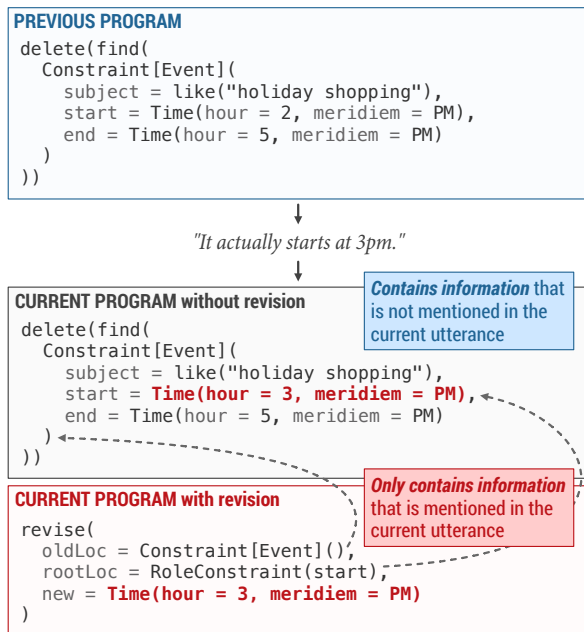 PREVIOUS PROGRAM
delete(find(
  Constraint[Event](
    subject = like("holiday shopping"),
    start = Time(hour = 2, meridiem = PM),
    end = Time(hour = 5, meridiem = PM)
  )
))
"It actually starts at 3pm."
CURRENT PROGRAM without revision
Contains information that
is not mentioned in the
current utterance
delete(find(
  Constraint[Event](
    subject = like("holiday shopping"),
    start = Time(hour = 3, meridiem = PM),
    end = Time(hour = 5, meridiem = PM)
  )
))
CURRENT PROGRAM with revision
Only contains information
that is mentioned in the
current utterance
revise(
  oldLoc = Constraint[Event](),
  rootLoc = RoleConstraint(start),
  new = Time(hour = 3, meridiem = PM)
)